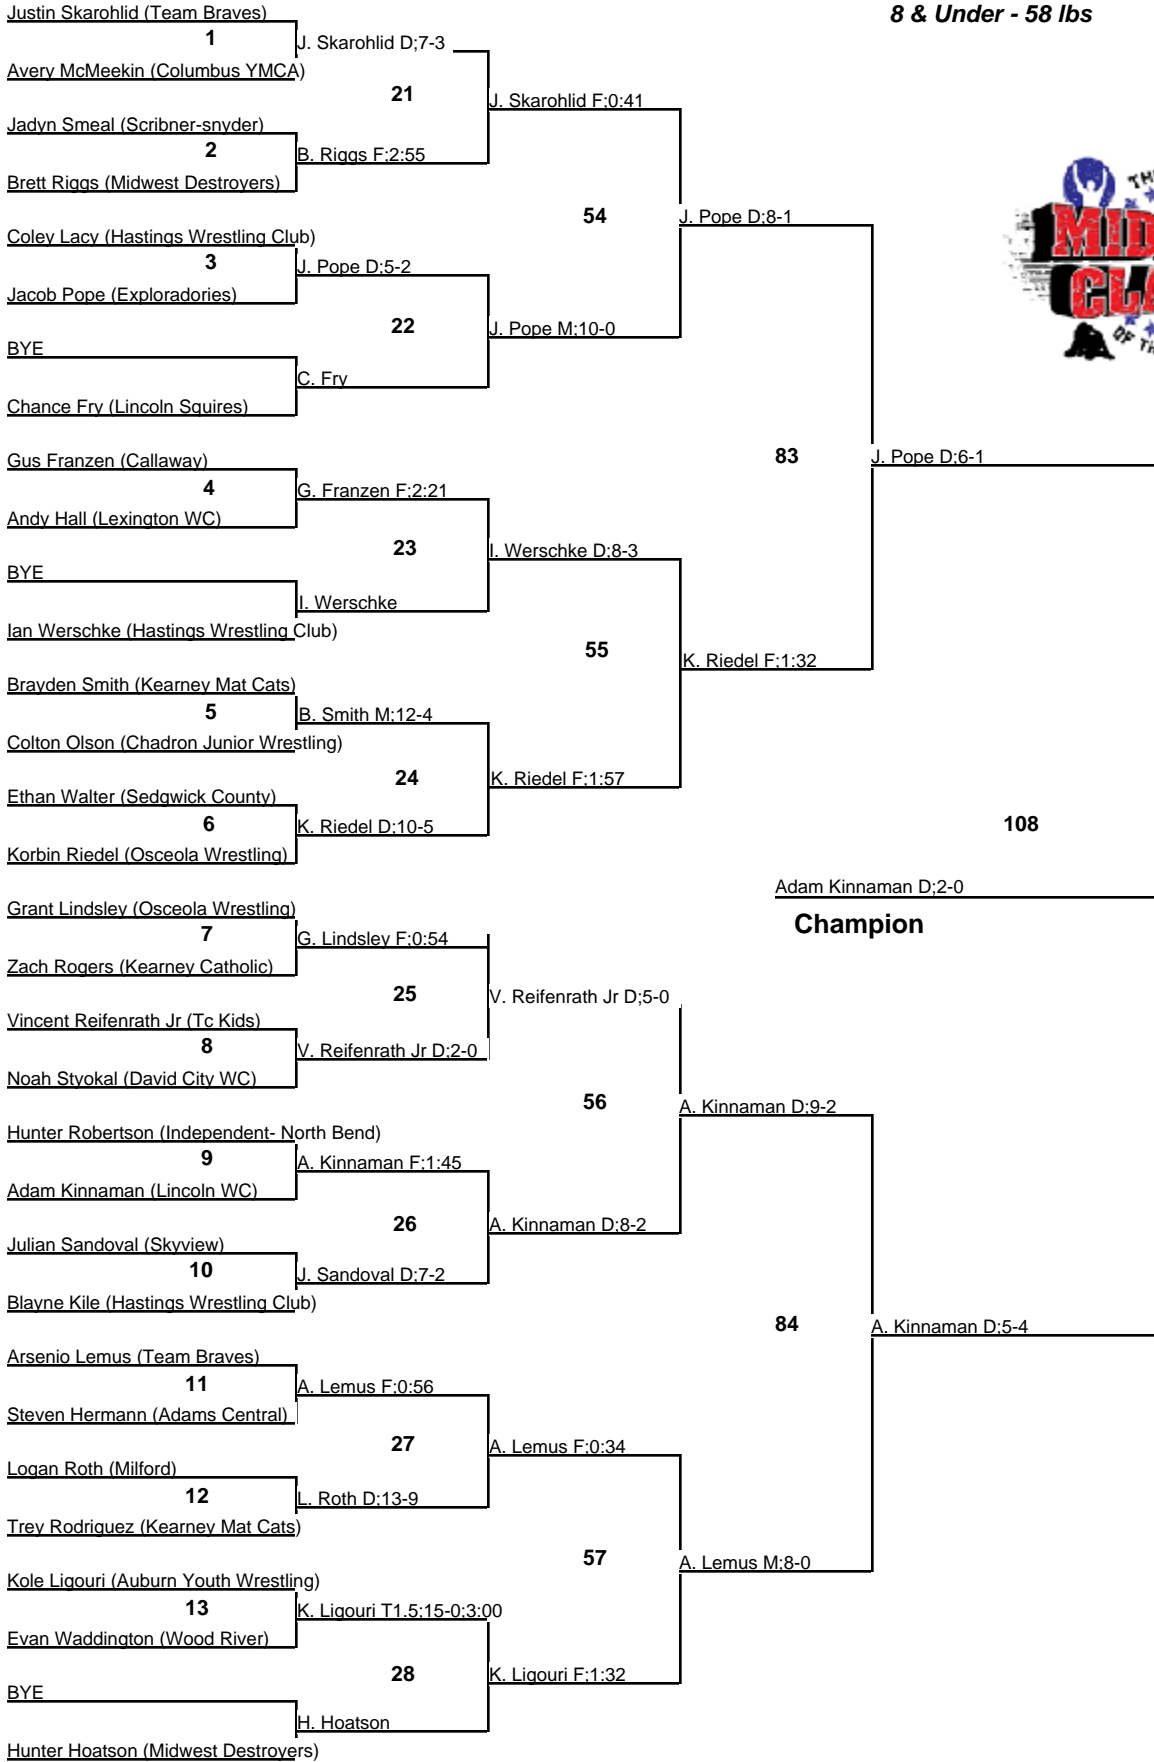 8 & Under - 58 lbs
Justin Skarohlid (Team Braves)
1
J. Skarohlid D;7-3
Avery McMeekin (Columbus YMCA)
21
J. Skarohlid F;0:41
Jadyn Smeal (Scribner-snyder)
2
B. Riggs F;2:55
Brett Riggs (Midwest Destroyers)
54
J. Pope D;8-1
Coley Lacy (Hastings Wrestling Club)
3
J. Pope D;5-2
Jacob Pope (Exploradories)
22
J. Pope M;10-0
BYE
C. Fry
Chance Fry (Lincoln Squires)
83
J. Pope D;6-1
Gus Franzen (Callaway)
4
G. Franzen F;2:21
Andy Hall (Lexington WC)
23
I. Werschke D;8-3
BYE
I. Werschke
Ian Werschke (Hastings Wrestling Club)
55
K. Riedel F;1:32
Brayden Smith (Kearney Mat Cats)
5
B. Smith M;12-4
Colton Olson (Chadron Junior Wrestling)
24
K. Riedel F;1:57
Ethan Walter (Sedgwick County)
6
K. Riedel D;10-5
Korbin Riedel (Osceola Wrestling)
108
Adam Kinnaman D;2-0
Champion
Grant Lindsley (Osceola Wrestling)
7
G. Lindsley F;0:54
Zach Rogers (Kearney Catholic)
25
V. Reifenrath Jr D;5-0
Vincent Reifenrath Jr (Tc Kids)
8
V. Reifenrath Jr D;2-0
Noah Styokal (David City WC)
56
A. Kinnaman D;9-2
Hunter Robertson (Independent- North Bend)
9
A. Kinnaman F;1:45
Adam Kinnaman (Lincoln WC)
26
A. Kinnaman D;8-2
Julian Sandoval (Skyview)
10
J. Sandoval D;7-2
Blayne Kile (Hastings Wrestling Club)
84
A. Kinnaman D;5-4
Arsenio Lemus (Team Braves)
11
A. Lemus F;0:56
Steven Hermann (Adams Central)
27
A. Lemus F;0:34
Logan Roth (Milford)
12
L. Roth D;13-9
Trey Rodriguez (Kearney Mat Cats)
57
A. Lemus M;8-0
Kole Ligouri (Auburn Youth Wrestling)
13
K. Ligouri T1.5;15-0;3:00
Evan Waddington (Wood River)
28
K. Ligouri F;1:32
BYE
H. Hoatson
Hunter Hoatson (Midwest Destroyers)